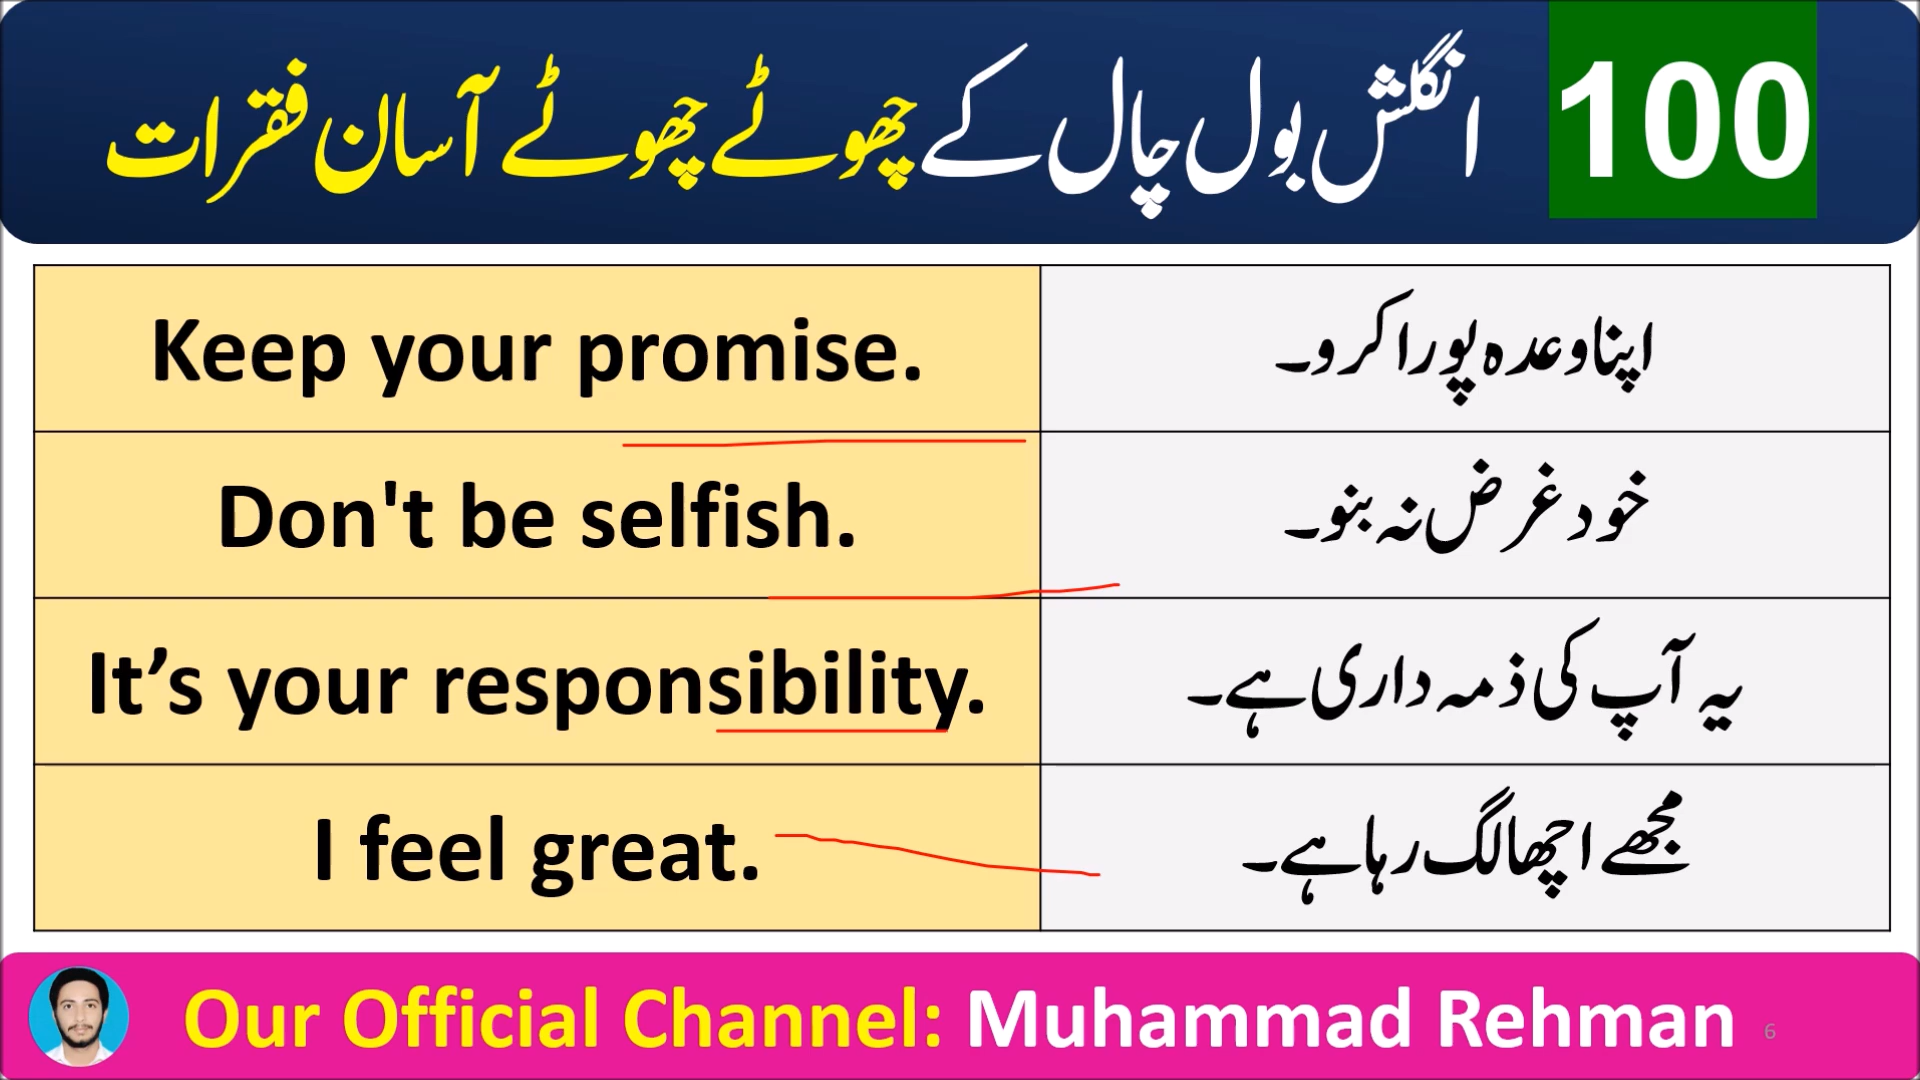 100 انگلش بول چال کے چھوٹے چھوٹے آسان فقرات
Keep your promise. اپنا وعدہ پورا کرو۔
Don't be selfish. خود غرض نہ بنو۔
It’s your responsibility. یہ آپ کی ذمہ داری ہے۔
I feel great. مجھے اچھا لگ رہا ہے۔
Our Official Channel: Muhammad Rehman 6